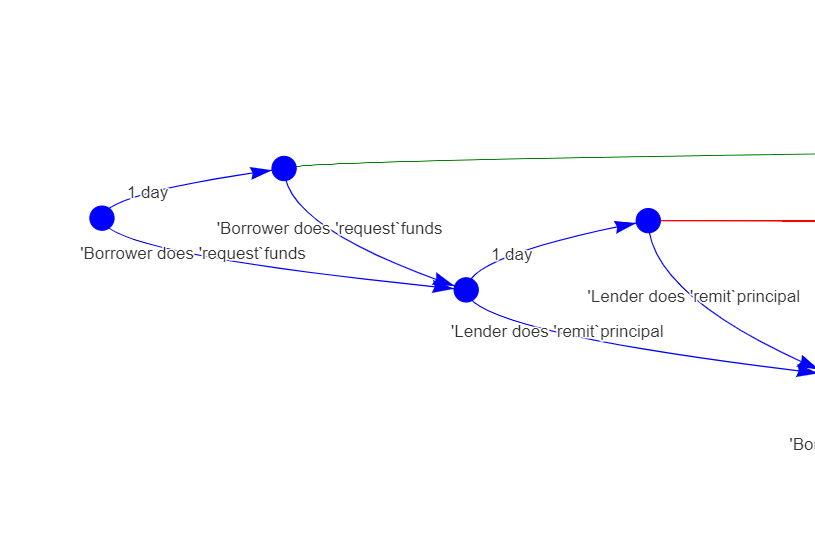 1 day
'Borrower does 'request`funds
'Borrower does 'request`funds
1 day
'Lender does 'remit`principal
'Lender does 'remit`principal